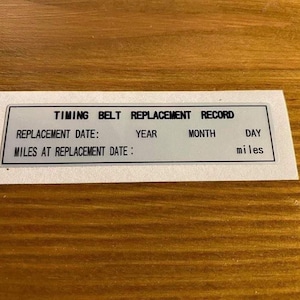 TIMING BELT REPLACEMENT RECORD
REPLACEMENT DATE: YEAR MONTH DAY
MILES AT REPLACEMENT DATE: miles